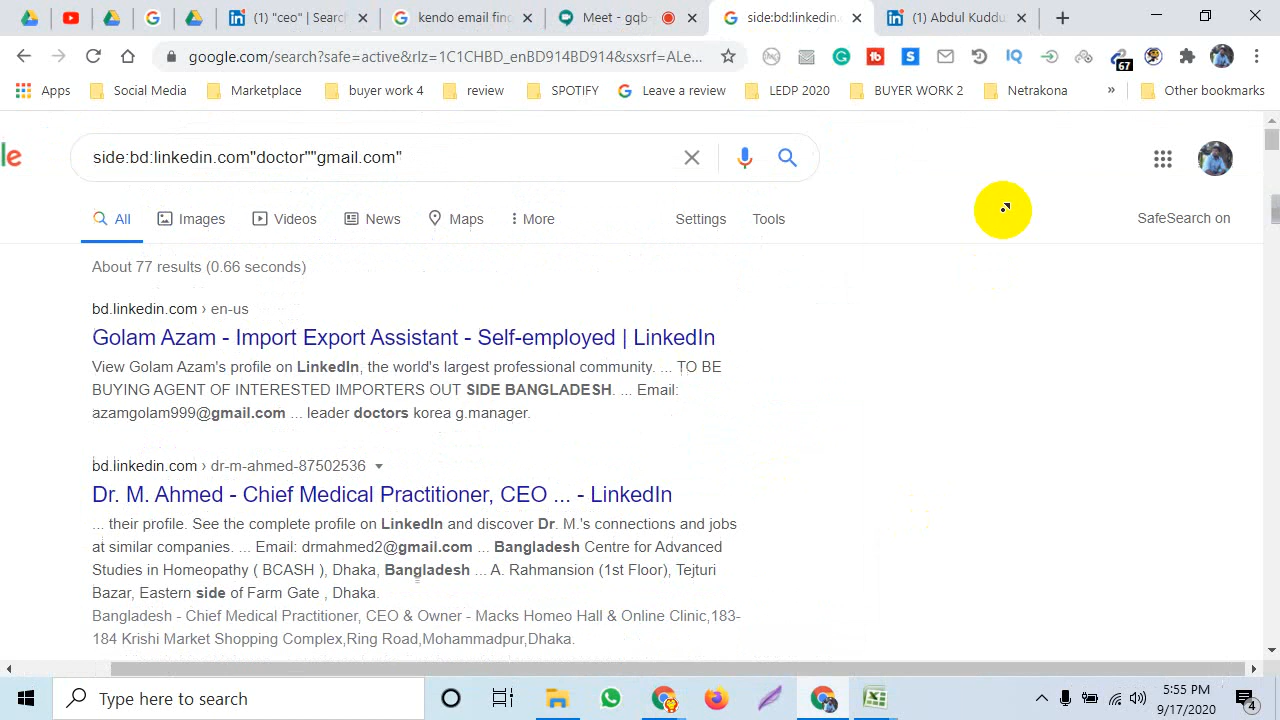 (1) "ceo" | Search
kendo email find
Meet - gqb-
side:bd:linkedin.com
(1) Abdul Kuddu
google.com/search?safe=active&rlz=1C1CHBD_enBD914BD914&sxsrf=ALe...
67
Apps
Social Media
Marketplace
buyer work 4
review
SPOTIFY
Leave a review
LEDP 2020
BUYER WORK 2
Netrakona
»
Other bookmarks
le
side:bd:linkedin.com"doctor""gmail.com"
All
Images
Videos
News
Maps
More
Settings
Tools
SafeSearch on
About 77 results (0.66 seconds)
bd.linkedin.com › en-us
Golam Azam - Import Export Assistant - Self-employed | LinkedIn
View Golam Azam's profile on LinkedIn, the world's largest professional community. ... TO BE
BUYING AGENT OF INTERESTED IMPORTERS OUT SIDE BANGLADESH. ... Email:
azamgolam999@gmail.com ... leader doctors korea g.manager.
bd.linkedin.com › dr-m-ahmed-87502536
Dr. M. Ahmed - Chief Medical Practitioner, CEO ... - LinkedIn
... their profile. See the complete profile on LinkedIn and discover Dr. M.'s connections and jobs
at similar companies. ... Email: drmahmed2@gmail.com ... Bangladesh Centre for Advanced
Studies in Homeopathy ( BCASH ), Dhaka, Bangladesh ... A. Rahmansion (1st Floor), Tejturi
Bazar, Eastern side of Farm Gate , Dhaka.
Bangladesh - Chief Medical Practitioner, CEO & Owner - Macks Homeo Hall & Online Clinic,183-
184 Krishi Market Shopping Complex,Ring Road,Mohammadpur,Dhaka.
Type here to search
5:55 PM
9/17/2020
4